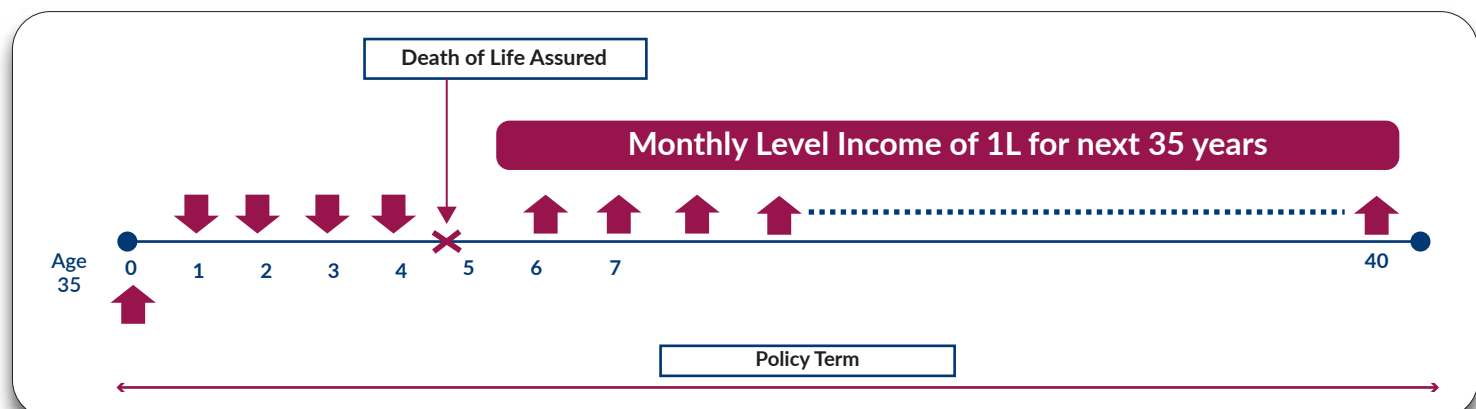 Death of Life Assured
Monthly Level Income of 1L for next 35 years
Age
35
0
1
2
3
4
5
6
7
40
Policy Term